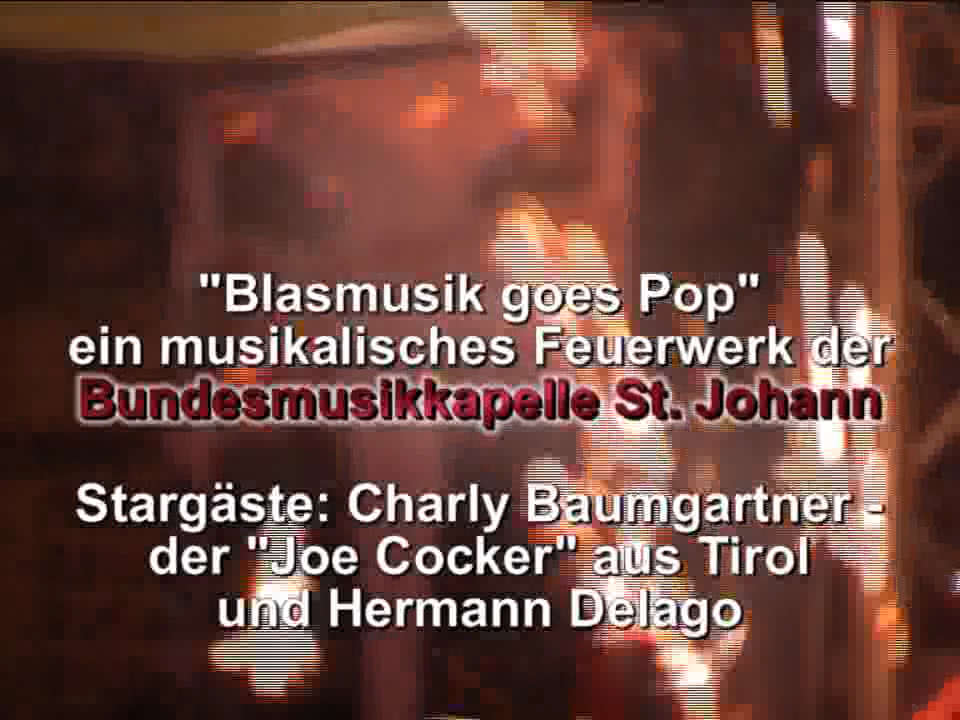 "Blasmusik goes Pop"
ein musikalisches Feuerwerk der
Bundesmusikkapelle St. Johann
Stargäste: Charly Baumgartner -
der "Joe Cocker" aus Tirol
und Hermann Delago